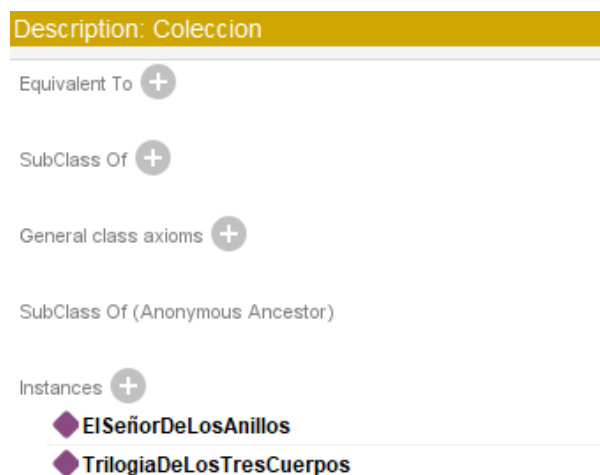 Description: Coleccion
Equivalent To
SubClass Of
General class axioms
SubClass Of (Anonymous Ancestor)
Instances
ElSeñorDeLosAnillos
TrilogiaDeLosTresCuerpos